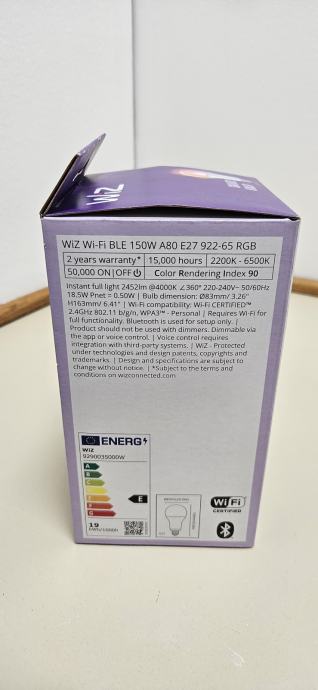 WiZ
WiZ Wi-Fi BLE 150W A80 E27 922-65 RGB
2 years warranty* 15,000 hours 2200K - 6500K
50,000 ON|OFF Color Rendering Index 90
Instant full light 2452lm @4000K ∠360° 220-240V~ 50/60Hz
18.5W Pnet = 0.50W | Bulb dimension: Ø83mm/ 3.26"
H163mm/ 6.41" | Wi-Fi compatibility: Wi-Fi CERTIFIED™
2.4GHz 802.11 b/g/n, WPA3™ - Personal | Requires Wi-Fi for
full functionality. Bluetooth is used for setup only. |
Product should not be used with dimmers. Dimmable via
the app or voice control. | Voice control requires
integration with third-party systems. | WiZ - Protected
under technologies and design patents, copyrights and
trademarks. | Design and specifications are subject to
change without notice. | *Subject to the terms and
conditions on wizconnected.com
ENERG
WiZ
9290035000W
A
B
C
D
E
F
G
E
19
kWh/1000h
Wi Fi
CERTIFIED